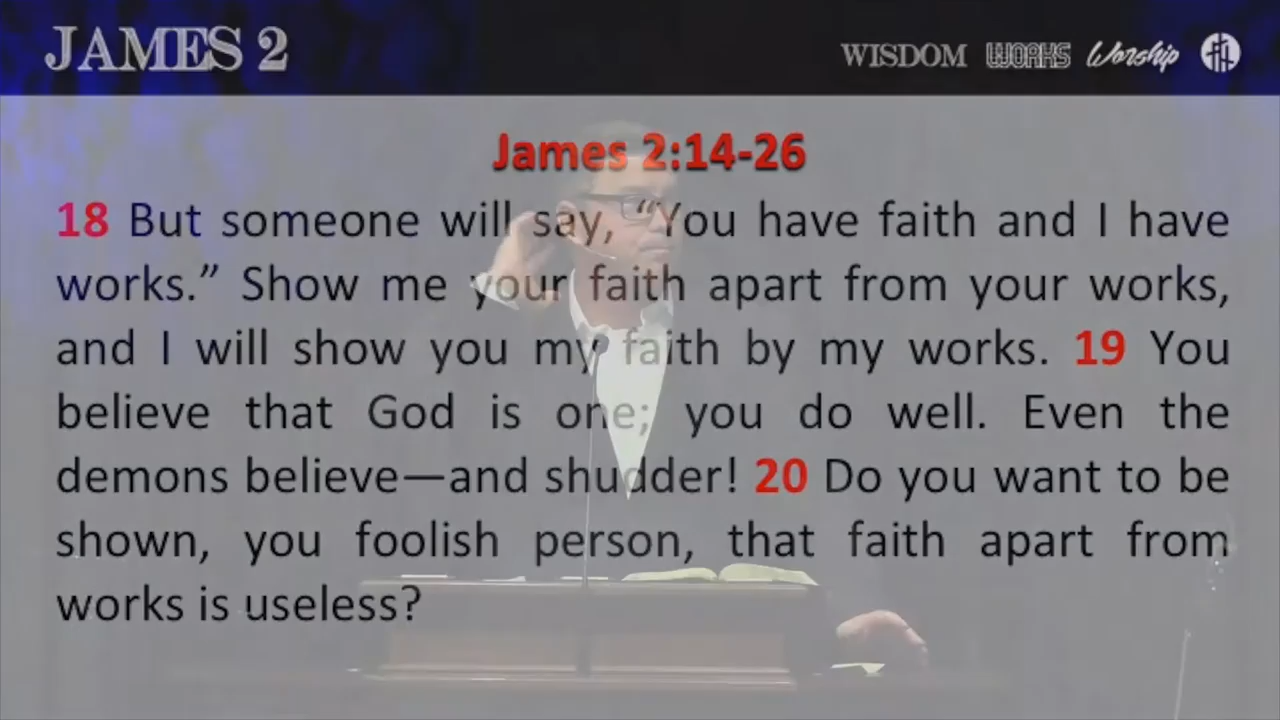 JAMES 2
WISDOM WORKS Worship
James 2:14-26
18 But someone will say, “You have faith and I have
works.” Show me your faith apart from your works,
and I will show you my faith by my works. 19 You
believe that God is one; you do well. Even the
demons believe—and shudder! 20 Do you want to be
shown, you foolish person, that faith apart from
works is useless?